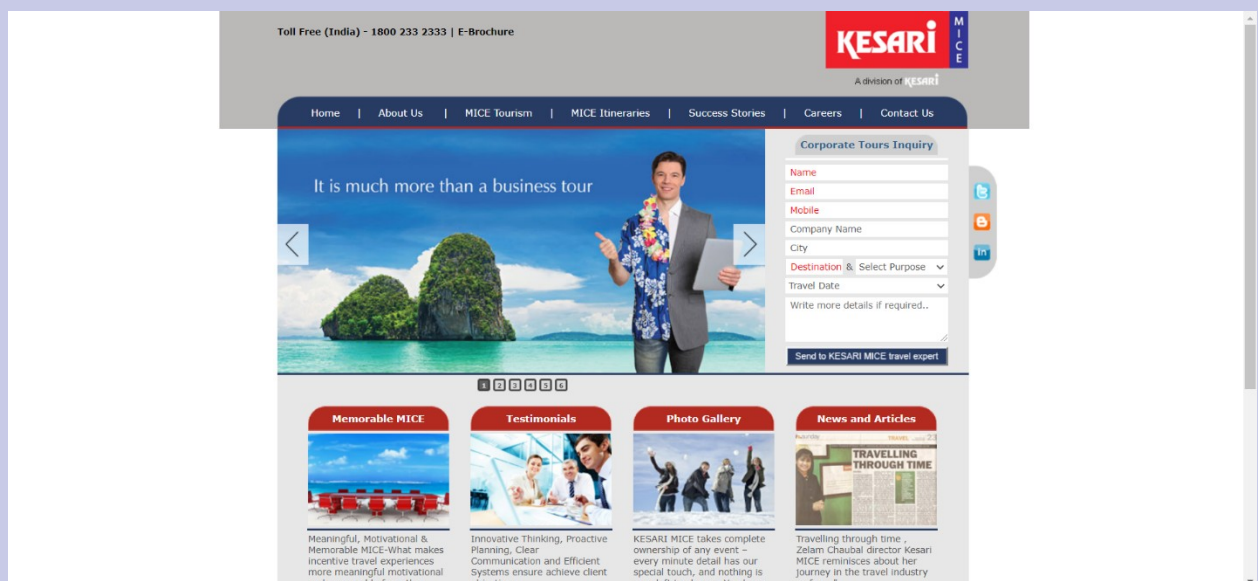 Toll Free (India) - 1800 233 2333 | E-Brochure
KESARI
MICE
A division of KESARI
Home | About Us | MICE Tourism | MICE Itineraries | Success Stories | Careers | Contact Us
It is much more than a business tour
Corporate Tours Inquiry
Name
Email
Mobile
Company Name
City
Destination & Select Purpose
Travel Date
Write more details if required..
Send to KESARI MICE travel expert
1 2 3 4 5 6
Memorable MICE
Meaningful, Motivational &
Memorable MICE-What makes
incentive travel experiences
more meaningful motivational
Testimonials
Innovative Thinking, Proactive
Planning, Clear
Communication and Efficient
Systems ensure achieve client
Photo Gallery
KESARI MICE takes complete
ownership of any event –
every minute detail has our
special touch, and nothing is
News and Articles
TRAVEL
23
TRAVELLING
THROUGH TIME
Travelling through time ,
Zelam Chaubal director Kesari
MICE reminisces about her
journey in the travel industry